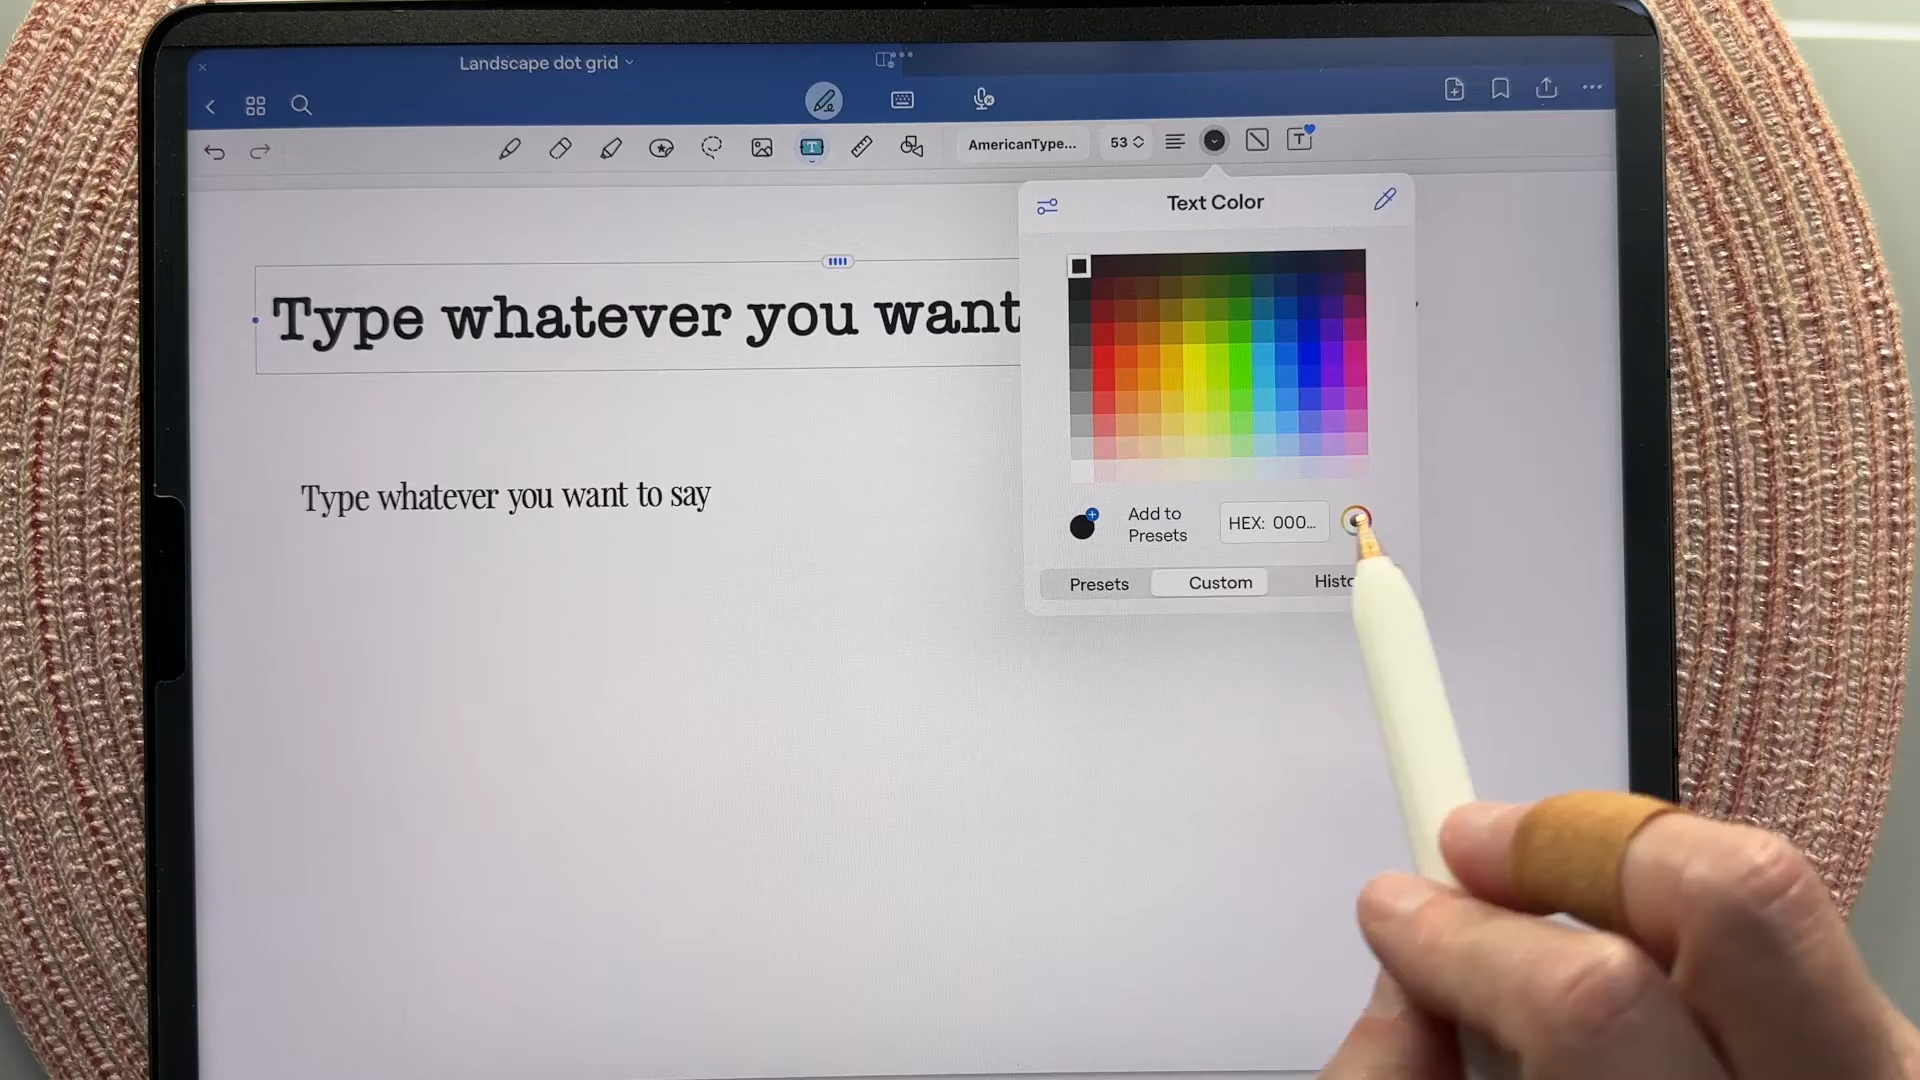 Landscape dot grid
AmericanType... 53
Text Color
Type whatever you want
Type whatever you want to say
Add to
Presets
HEX: 000...
Presets Custom